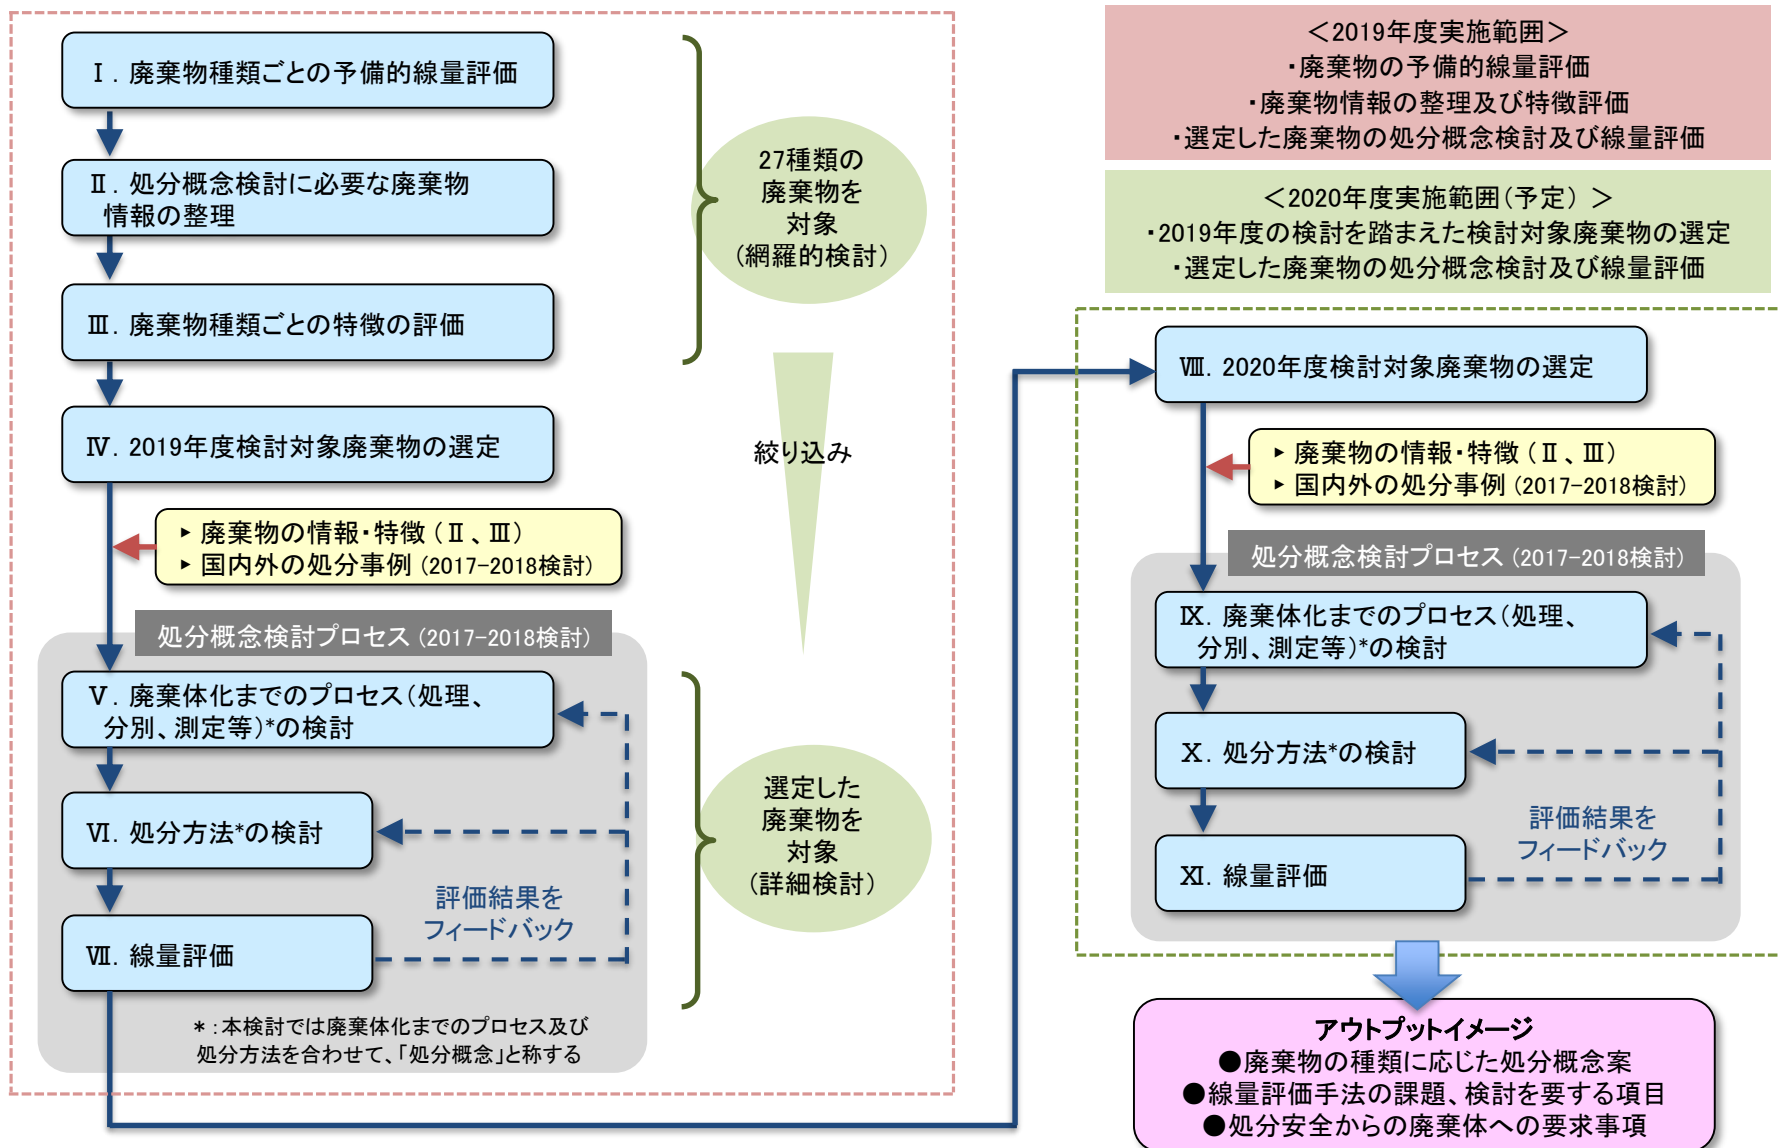 Ⅰ．廃棄物種類ごとの予備的線量評価
Ⅱ．処分概念検討に必要な廃棄物
情報の整理
Ⅲ．廃棄物種類ごとの特徴の評価
27種類の
廃棄物を
対象
（網羅的検討）
Ⅳ．2019年度検討対象廃棄物の選定
絞り込み
▸ 廃棄物の情報・特徴（Ⅱ、Ⅲ）
▸ 国内外の処分事例（2017-2018検討）
処分概念検討プロセス（2017-2018検討）
Ⅴ．廃棄体化までのプロセス（処理、
分別、測定等）*の検討
Ⅵ．処分方法*の検討
Ⅶ．線量評価
評価結果を
フィードバック
選定した
廃棄物を
対象
（詳細検討）
*：本検討では廃棄体化までのプロセス及び
処分方法を合わせて、「処分概念」と称する
＜2019年度実施範囲＞
・廃棄物の予備的線量評価
・廃棄物情報の整理及び特徴評価
・選定した廃棄物の処分概念検討及び線量評価
＜2020年度実施範囲（予定）＞
・2019年度の検討を踏まえた検討対象廃棄物の選定
・選定した廃棄物の処分概念検討及び線量評価
Ⅷ．2020年度検討対象廃棄物の選定
▸ 廃棄物の情報・特徴（Ⅱ、Ⅲ）
▸ 国内外の処分事例（2017-2018検討）
処分概念検討プロセス（2017-2018検討）
Ⅸ．廃棄体化までのプロセス（処理、
分別、測定等）*の検討
Ⅹ．処分方法*の検討
Ⅺ．線量評価
評価結果を
フィードバック
アウトプットイメージ
●廃棄物の種類に応じた処分概念案
●線量評価手法の課題、検討を要する項目
●処分安全からの廃棄体への要求事項